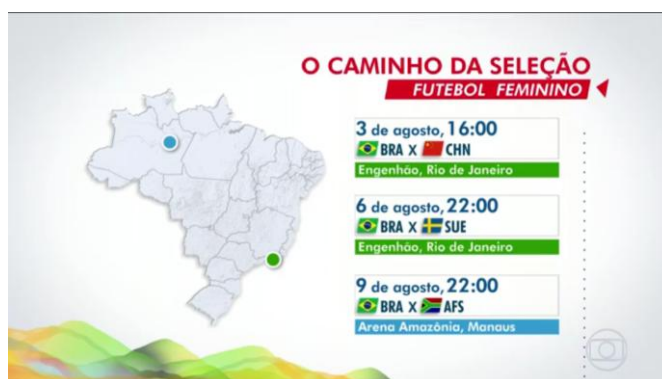 O CAMINHO DA SELEÇÃO
FUTEBOL FEMININO
3 de agosto, 16:00
BRA X CHN
Engenhão, Rio de Janeiro
6 de agosto, 22:00
BRA X SUE
Engenhão, Rio de Janeiro
9 de agosto, 22:00
BRA X AFS
Arena Amazônia, Manaus